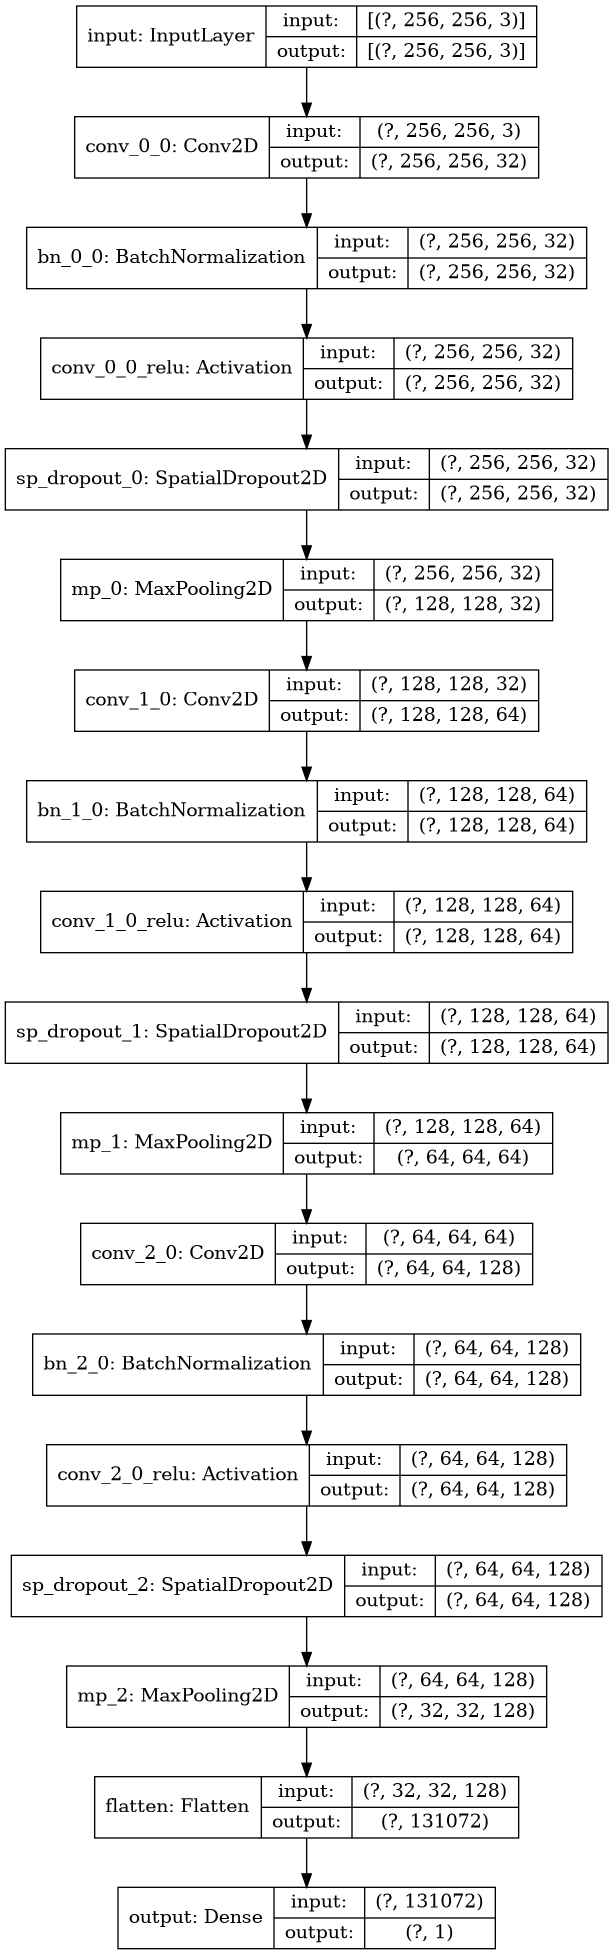 input: InputLayer
input:
[(?, 256, 256, 3)]
output:
[(?, 256, 256, 3)]
conv_0_0: Conv2D
input:
(?, 256, 256, 3)
output:
(?, 256, 256, 32)
bn_0_0: BatchNormalization
input:
(?, 256, 256, 32)
output:
(?, 256, 256, 32)
conv_0_0_relu: Activation
input:
(?, 256, 256, 32)
output:
(?, 256, 256, 32)
sp_dropout_0: SpatialDropout2D
input:
(?, 256, 256, 32)
output:
(?, 256, 256, 32)
mp_0: MaxPooling2D
input:
(?, 256, 256, 32)
output:
(?, 128, 128, 32)
conv_1_0: Conv2D
input:
(?, 128, 128, 32)
output:
(?, 128, 128, 64)
bn_1_0: BatchNormalization
input:
(?, 128, 128, 64)
output:
(?, 128, 128, 64)
conv_1_0_relu: Activation
input:
(?, 128, 128, 64)
output:
(?, 128, 128, 64)
sp_dropout_1: SpatialDropout2D
input:
(?, 128, 128, 64)
output:
(?, 128, 128, 64)
mp_1: MaxPooling2D
input:
(?, 128, 128, 64)
output:
(?, 64, 64, 64)
conv_2_0: Conv2D
input:
(?, 64, 64, 64)
output:
(?, 64, 64, 128)
bn_2_0: BatchNormalization
input:
(?, 64, 64, 128)
output:
(?, 64, 64, 128)
conv_2_0_relu: Activation
input:
(?, 64, 64, 128)
output:
(?, 64, 64, 128)
sp_dropout_2: SpatialDropout2D
input:
(?, 64, 64, 128)
output:
(?, 64, 64, 128)
mp_2: MaxPooling2D
input:
(?, 64, 64, 128)
output:
(?, 32, 32, 128)
flatten: Flatten
input:
(?, 32, 32, 128)
output:
(?, 131072)
output: Dense
input:
(?, 131072)
output:
(?, 1)